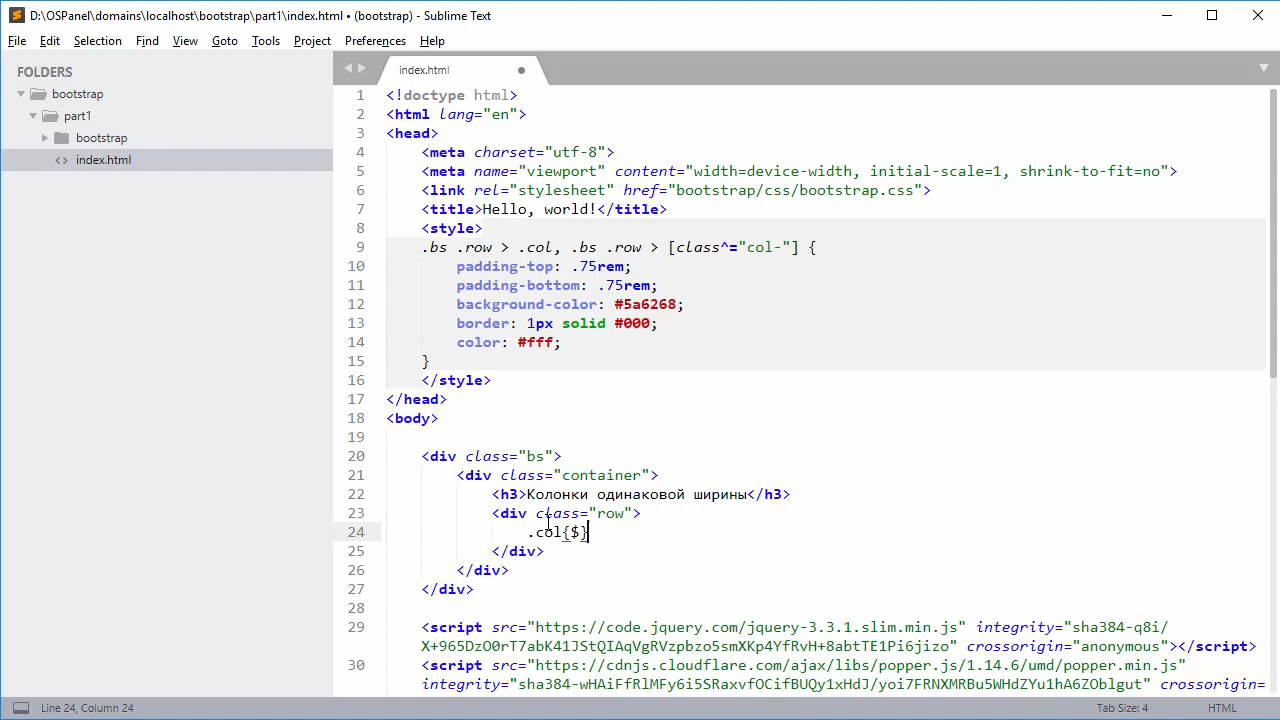 D:\OSPanel\domains\localhost\bootstrap\part1\index.html • (bootstrap) - Sublime Text
File Edit Selection Find View Goto Tools Project Preferences Help
FOLDERS
bootstrap
part1
bootstrap
index.html
index.html
1 <!doctype html>
2 <html lang="en">
3 <head>
4 <meta charset="utf-8">
5 <meta name="viewport" content="width=device-width, initial-scale=1, shrink-to-fit=no">
6 <link rel="stylesheet" href="bootstrap/css/bootstrap.css">
7 <title>Hello, world!</title>
8 <style>
9 .bs .row > .col, .bs .row > [class^="col-"] {
10 padding-top: .75rem;
11 padding-bottom: .75rem;
12 background-color: #5a6268;
13 border: 1px solid #000;
14 color: #fff;
15 }
16 </style>
17 </head>
18 <body>
19
20 <div class="bs">
21 <div class="container">
22 <h3>Колонки одинаковой ширины</h3>
23 <div class="row">
24 .col{$}
25 </div>
26 </div>
27 </div>
28
29 <script src="https://code.jquery.com/jquery-3.3.1.slim.min.js" integrity="sha384-q8i/
X+965DzO0rT7abK41JStQIAqVgRVzpbzo5smXKp4YfRvH+8abtTE1Pi6jizo" crossorigin="anonymous"></script>
30 <script src="https://cdnjs.cloudflare.com/ajax/libs/popper.js/1.14.6/umd/popper.min.js"
integrity="sha384-wHAiFfRlMFy6i5SRaxvfOCifBUQy1xHdJ/yoi7FRNXMRBu5WHdZYu1hA6ZOblgut" crossorigin=
Line 24, Column 24
Tab Size: 4
HTML